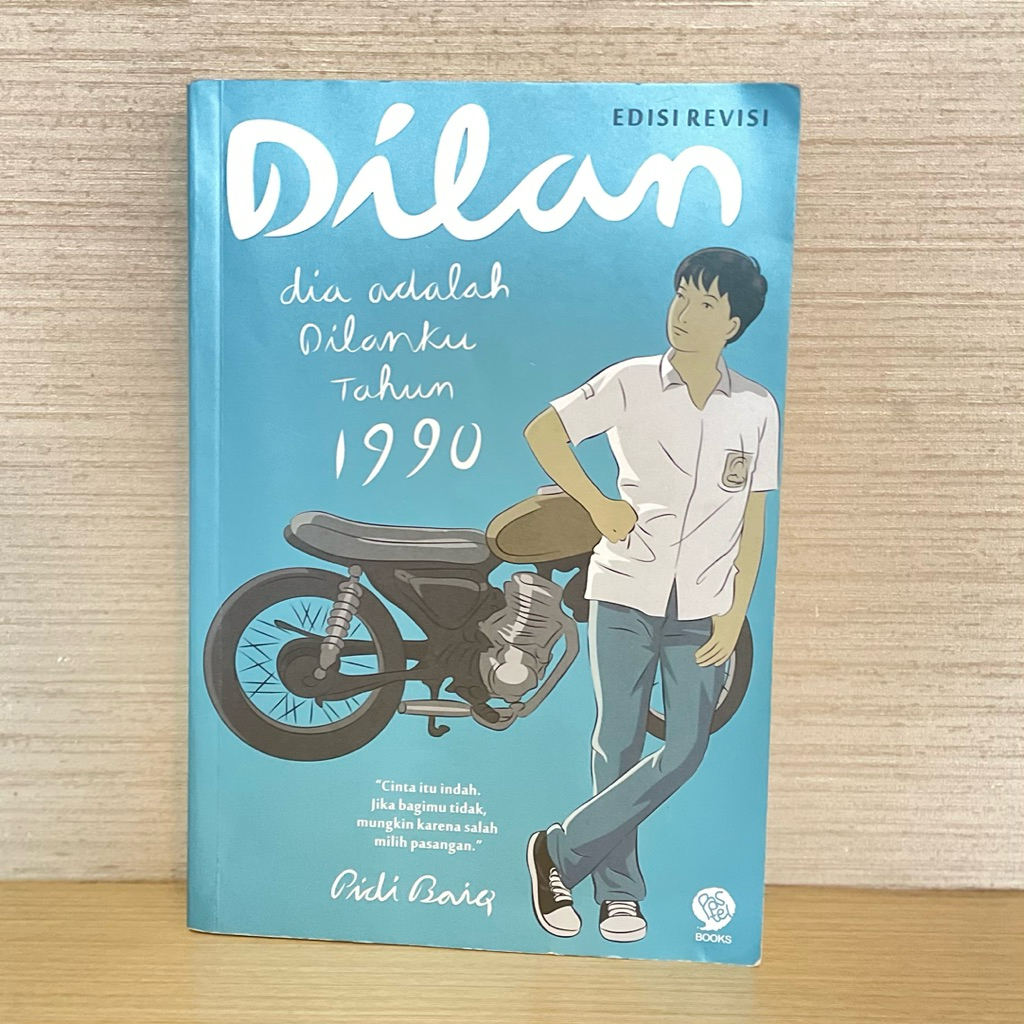 EDISI REVISI
Dilan
dia adalah
Dilanku
Tahun
1990
"Cinta itu indah.
Jika bagimu tidak,
mungkin karena salah
milih pasangan."
Pidi Baiq
Pastel
BOOKS